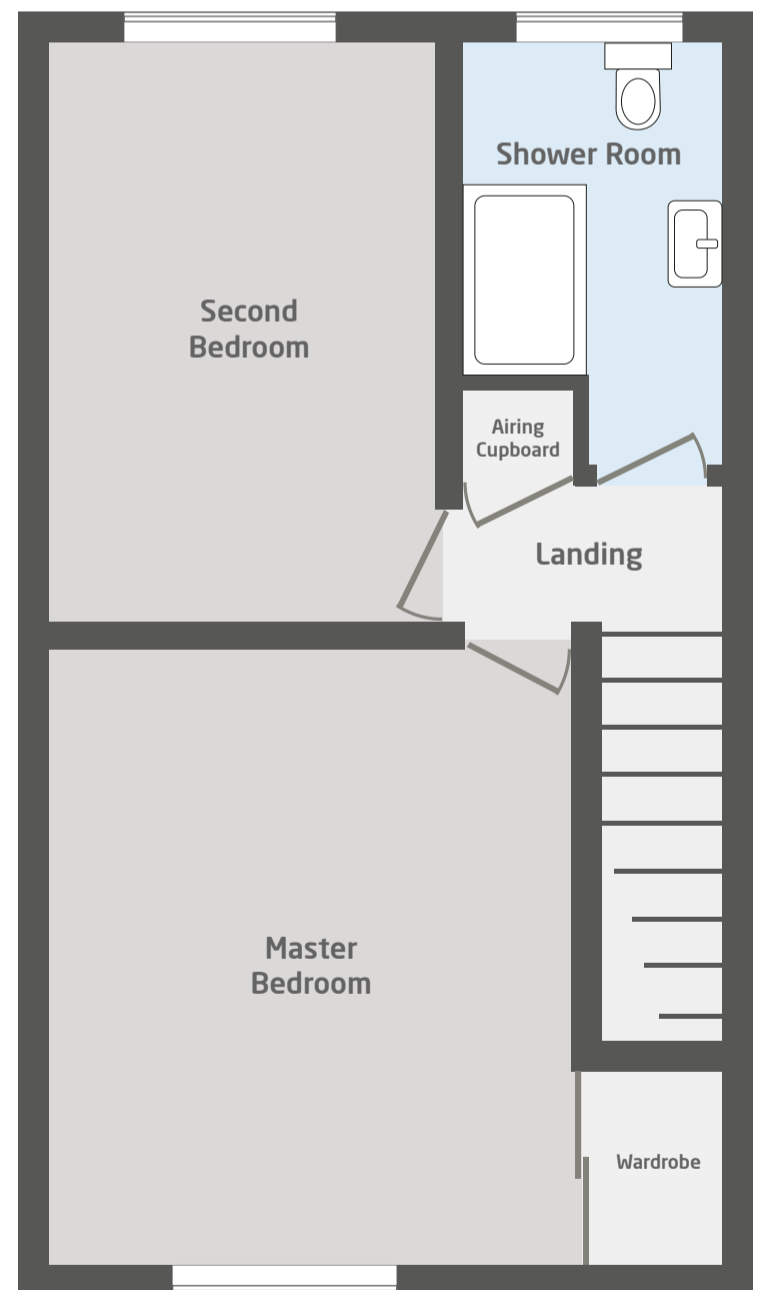 Shower Room
Second
Bedroom
Airing
Cupboard
Landing
Master
Bedroom
Wardrobe